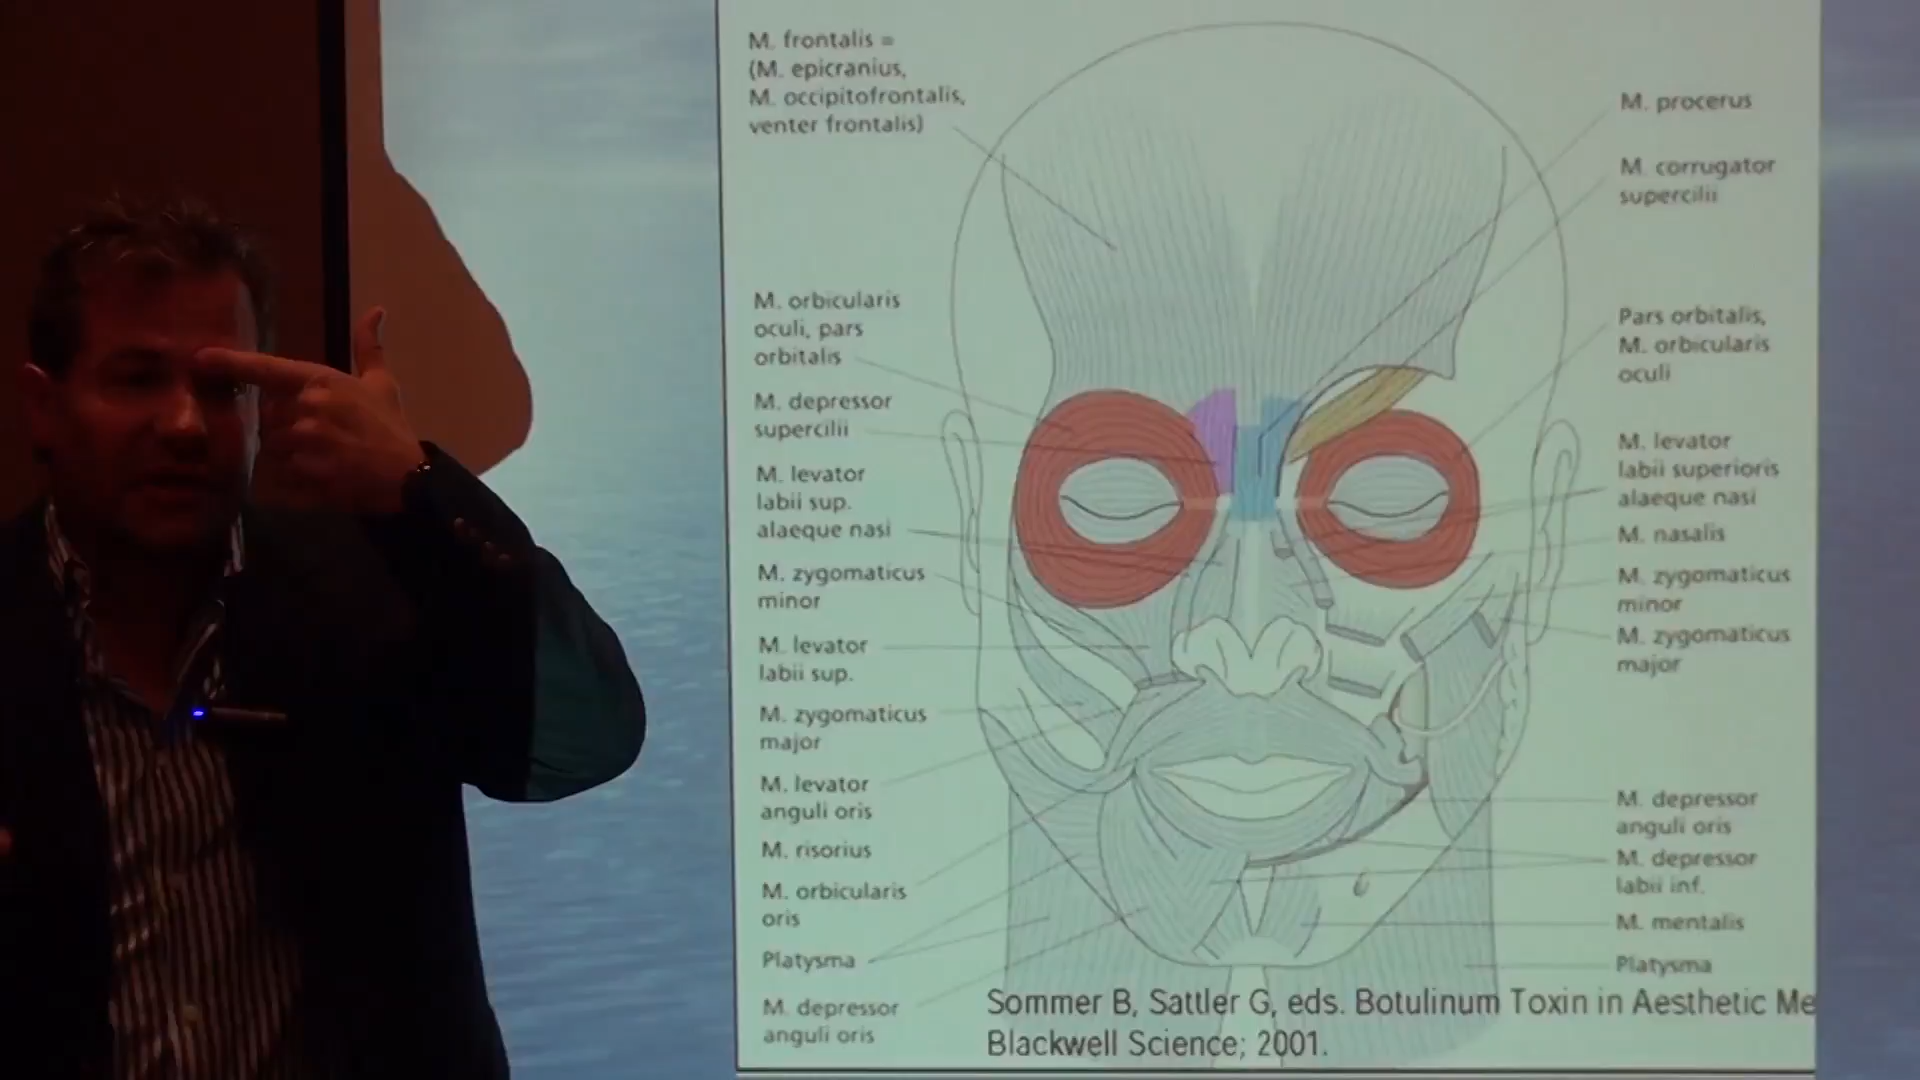 M. frontalis =
(M. epicranius,
M. occipitofrontalis,
venter frontalis)
M. orbicularis
oculi, pars
orbitalis
M. depressor
supercilii
M. levator
labii sup.
alaeque nasi
M. zygomaticus
minor
M. levator
labii sup.
M. zygomaticus
major
M. levator
anguli oris
M. risorius
M. orbicularis
oris
Platysma
M. depressor
anguli oris
M. procerus
M. corrugator
supercilii
Pars orbitalis,
M. orbicularis
oculi
M. levator
labii superioris
alaeque nasi
M. nasalis
M. zygomaticus
minor
M. zygomaticus
major
M. depressor
anguli oris
M. depressor
labii inf.
M. mentalis
Platysma
Sommer B, Sattler G, eds. Botulinum Toxin in Aesthetic Me
Blackwell Science; 2001.